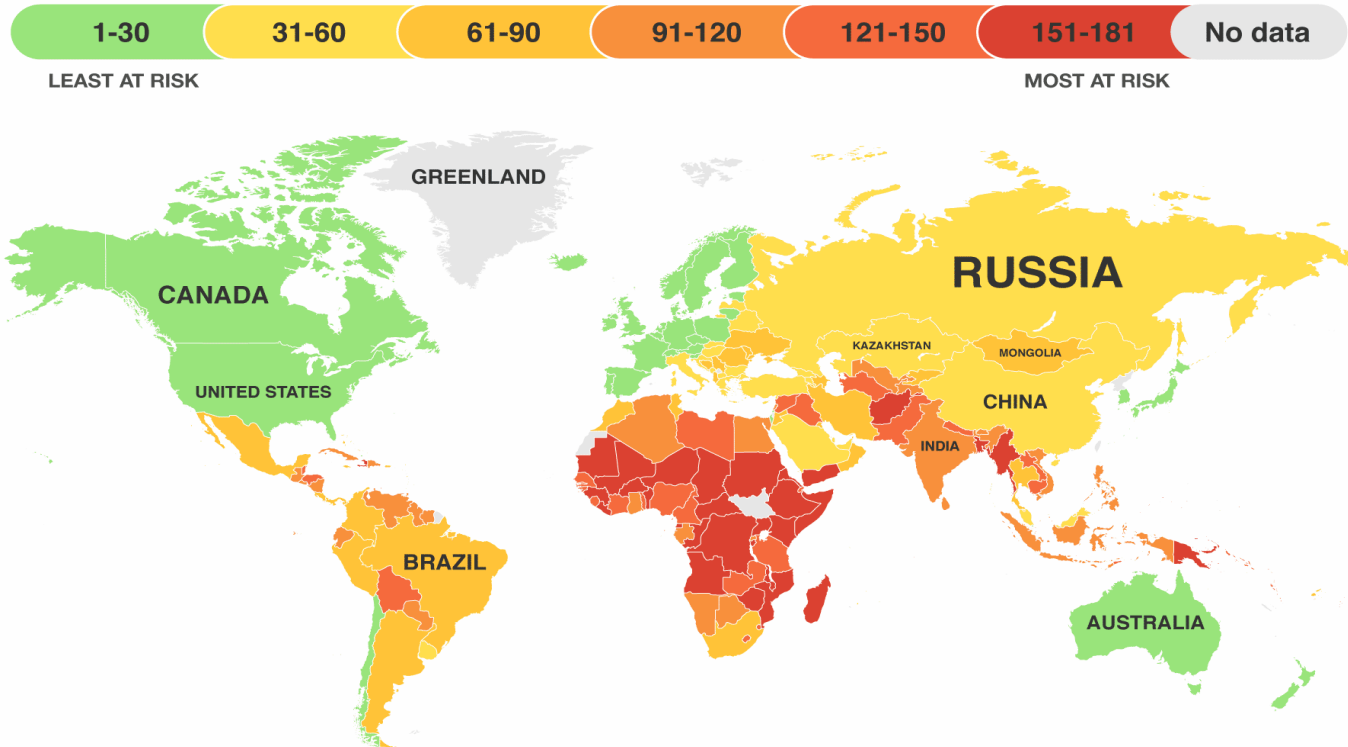 1-30 31-60 61-90 91-120 121-150 151-181 No data
LEAST AT RISK MOST AT RISK
GREENLAND
RUSSIA
CANADA
KAZAKHSTAN
MONGOLIA
UNITED STATES
CHINA
INDIA
BRAZIL
AUSTRALIA